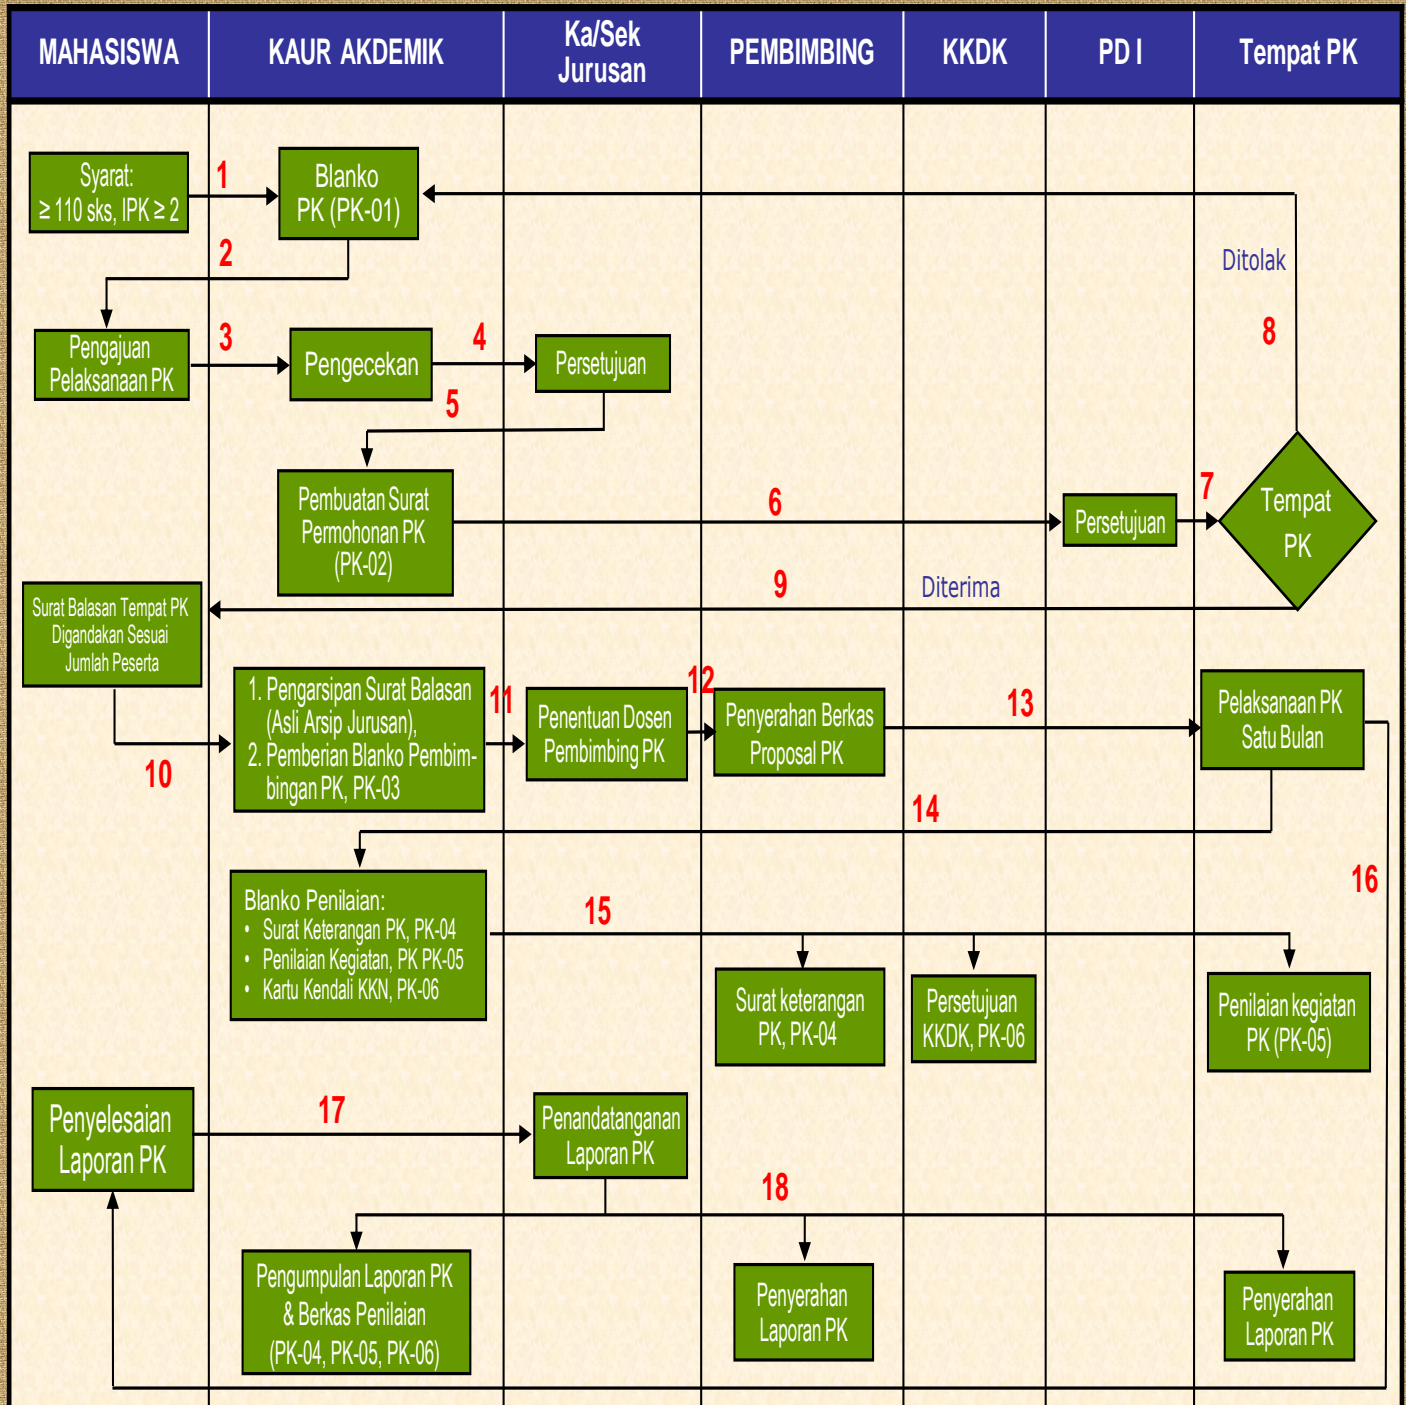 MAHASISWA
KAUR AKDEMIK
Ka/Sek
Jurusan
PEMBIMBING
KKDK
PD I
Tempat PK
Syarat:
≥ 110 sks, IPK ≥ 2
1
Blanko
PK (PK-01)
2
Ditolak
8
Pengajuan
Pelaksanaan PK
3
Pengecekan
4
Persetujuan
5
Pembuatan Surat
Permohonan PK
(PK-02)
6
Persetujuan
7
Tempat
PK
9
Diterima
Surat Balasan Tempat PK
Digandakan Sesuai
Jumlah Peserta
10
1. Pengarsipan Surat Balasan
(Asli Arsip Jurusan),
2. Pemberian Blanko Pembim-
bingan PK, PK-03
11
Penentuan Dosen
Pembimbing PK
12
Penyerahan Berkas
Proposal PK
13
Pelaksanaan PK
Satu Bulan
14
16
Blanko Penilaian:
• Surat Keterangan PK, PK-04
• Penilaian Kegiatan, PK PK-05
• Kartu Kendali KKN, PK-06
15
Surat keterangan
PK, PK-04
Persetujuan
KKDK, PK-06
Penilaian kegiatan
PK (PK-05)
Penyelesaian
Laporan PK
17
Penandatanganan
Laporan PK
18
Pengumpulan Laporan PK
& Berkas Penilaian
(PK-04, PK-05, PK-06)
Penyerahan
Laporan PK
Penyerahan
Laporan PK